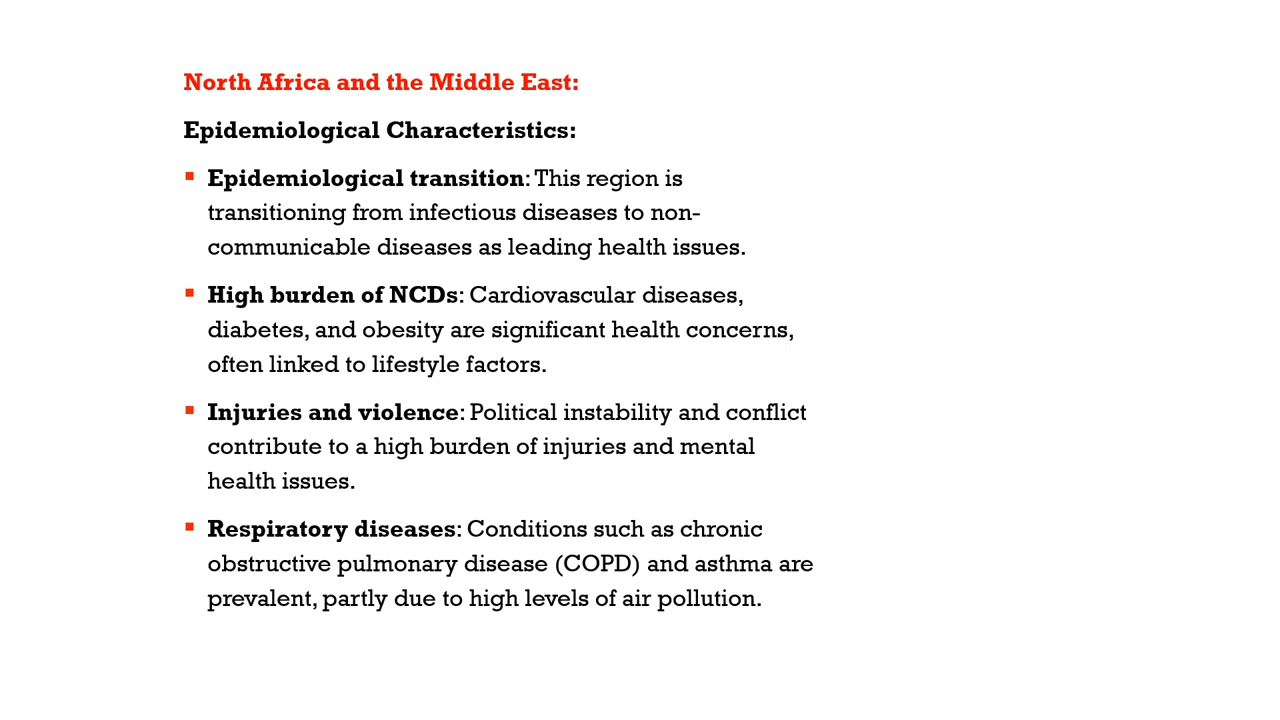 North Africa and the Middle East:
Epidemiological Characteristics:
▪ Epidemiological transition: This region is
transitioning from infectious diseases to non-
communicable diseases as leading health issues.
▪ High burden of NCDs: Cardiovascular diseases,
diabetes, and obesity are significant health concerns,
often linked to lifestyle factors.
▪ Injuries and violence: Political instability and conflict
contribute to a high burden of injuries and mental
health issues.
▪ Respiratory diseases: Conditions such as chronic
obstructive pulmonary disease (COPD) and asthma are
prevalent, partly due to high levels of air pollution.